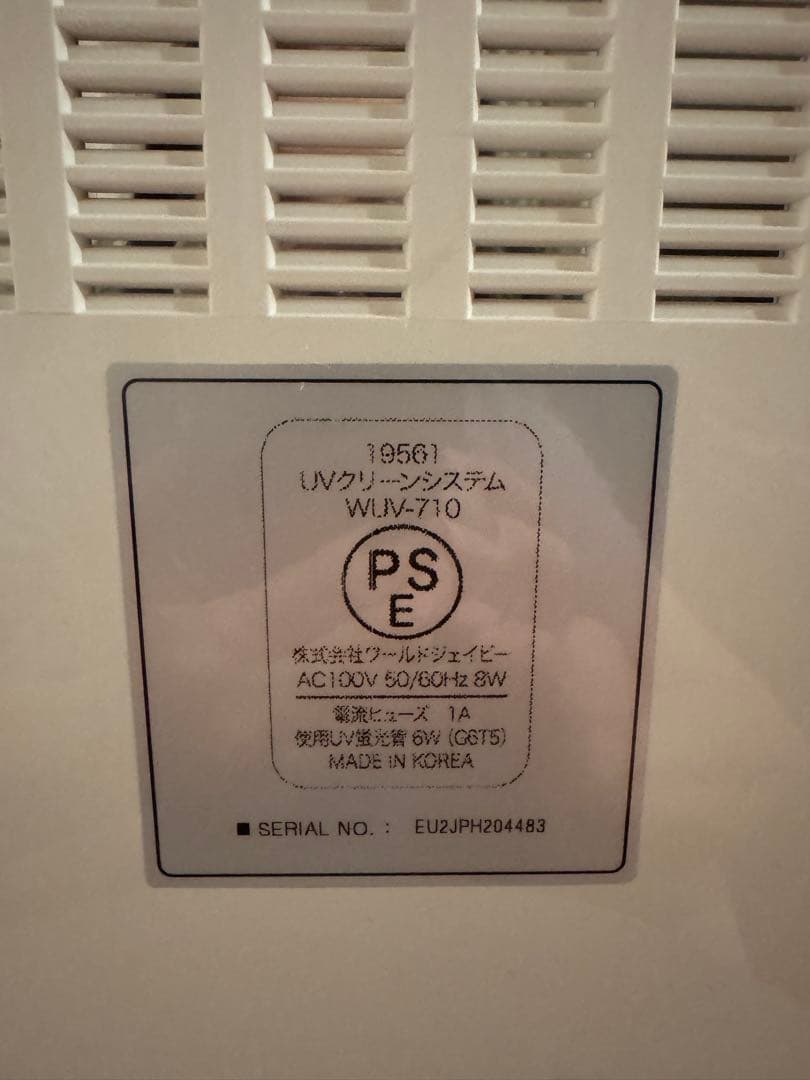 19561
UVクリーンシステム
WUV-710
PS
E
株式会社ワールドジェイビー
AC100V 50/60Hz 8W
電流ヒューズ 1A
使用UV蛍光管 6W (G6T5)
MADE IN KOREA
■ SERIAL NO. : EU2JPH204483